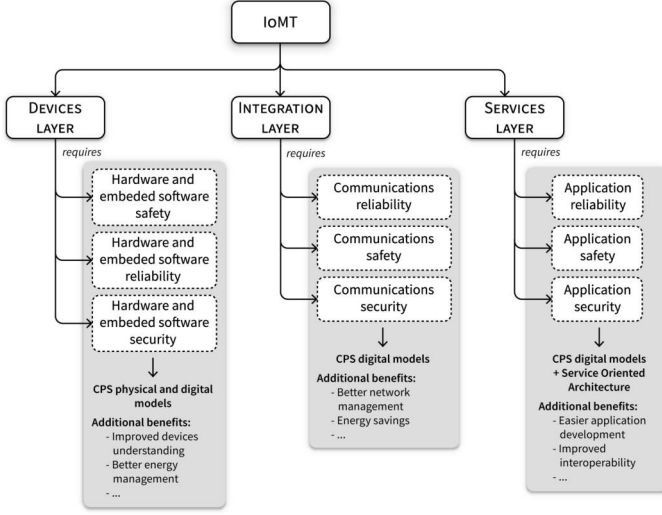 IoMT
DEVICES
LAYER
requires
Hardware and
embeded software
safety
Hardware and
embeded software
reliability
Hardware and
embeded software
security
CPS physical and digital
models
Additional benefits:
- Improved devices
understanding
- Better energy
management
- ...
INTEGRATION
LAYER
requires
Communications
reliability
Communications
safety
Communications
security
CPS digital models
Additional benefits:
- Better network
management
- Energy savings
- ...
SERVICES
LAYER
requires
Application
reliability
Application
safety
Application
security
CPS digital models
+ Service Oriented
Architecture
Additional benefits:
- Easier application
development
- Improved
interoperability
- ...